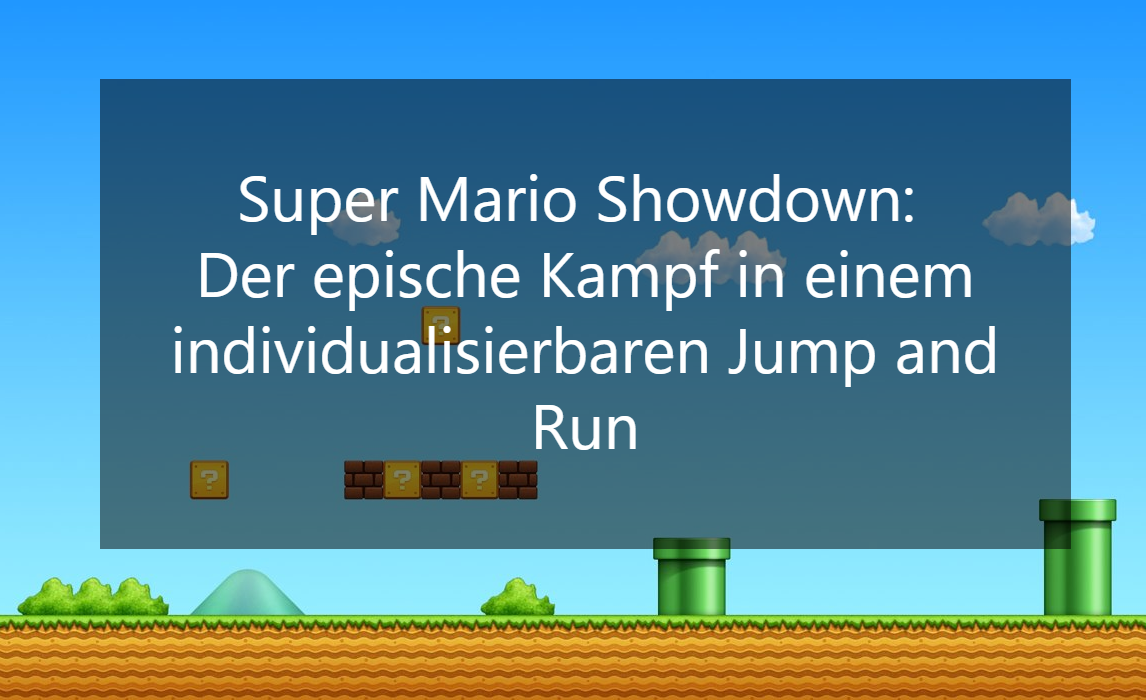 Super Mario Showdown:
Der epische Kampf in einem
individualisierbaren Jump and
Run
?
?
? ?